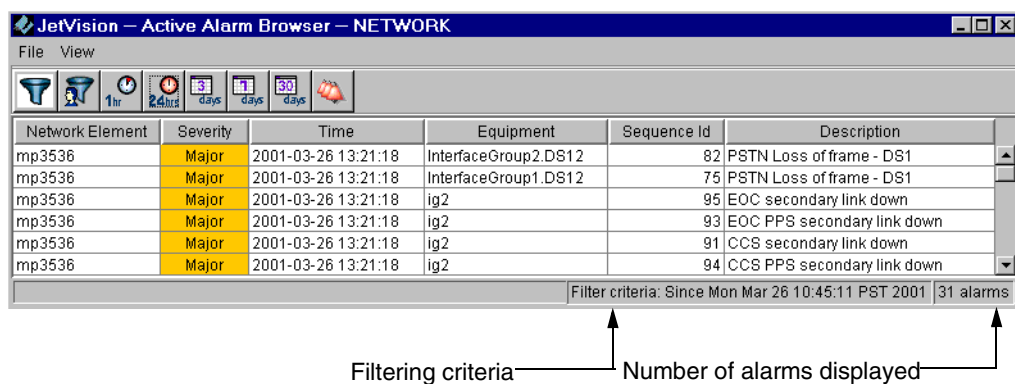 JetVision — Active Alarm Browser — NETWORK
File View
1hr 24hrs 3 days 7 days 30 days
Network Element Severity Time Equipment Sequence Id Description
mp3536 Major 2001-03-26 13:21:18 InterfaceGroup2.DS12 82 PSTN Loss of frame - DS1
mp3536 Major 2001-03-26 13:21:18 InterfaceGroup1.DS12 75 PSTN Loss of frame - DS1
mp3536 Major 2001-03-26 13:21:18 ig2 95 EOC secondary link down
mp3536 Major 2001-03-26 13:21:18 ig2 93 EOC PPS secondary link down
mp3536 Major 2001-03-26 13:21:18 ig2 91 CCS secondary link down
mp3536 Major 2001-03-26 13:21:18 ig2 94 CCS PPS secondary link down
Filter criteria: Since Mon Mar 26 10:45:11 PST 2001 31 alarms
Filtering criteria Number of alarms displayed